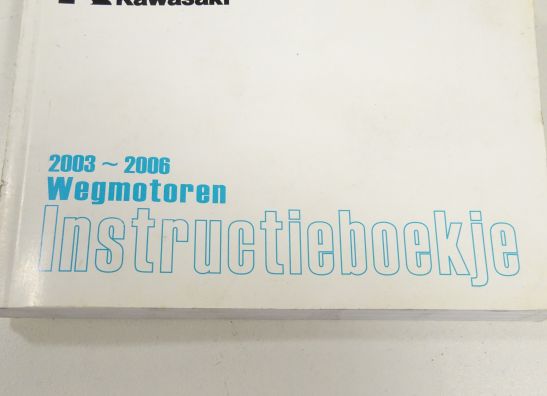 Kawasaki
2003 ~ 2006
Wegmotoren
Instructieboekje